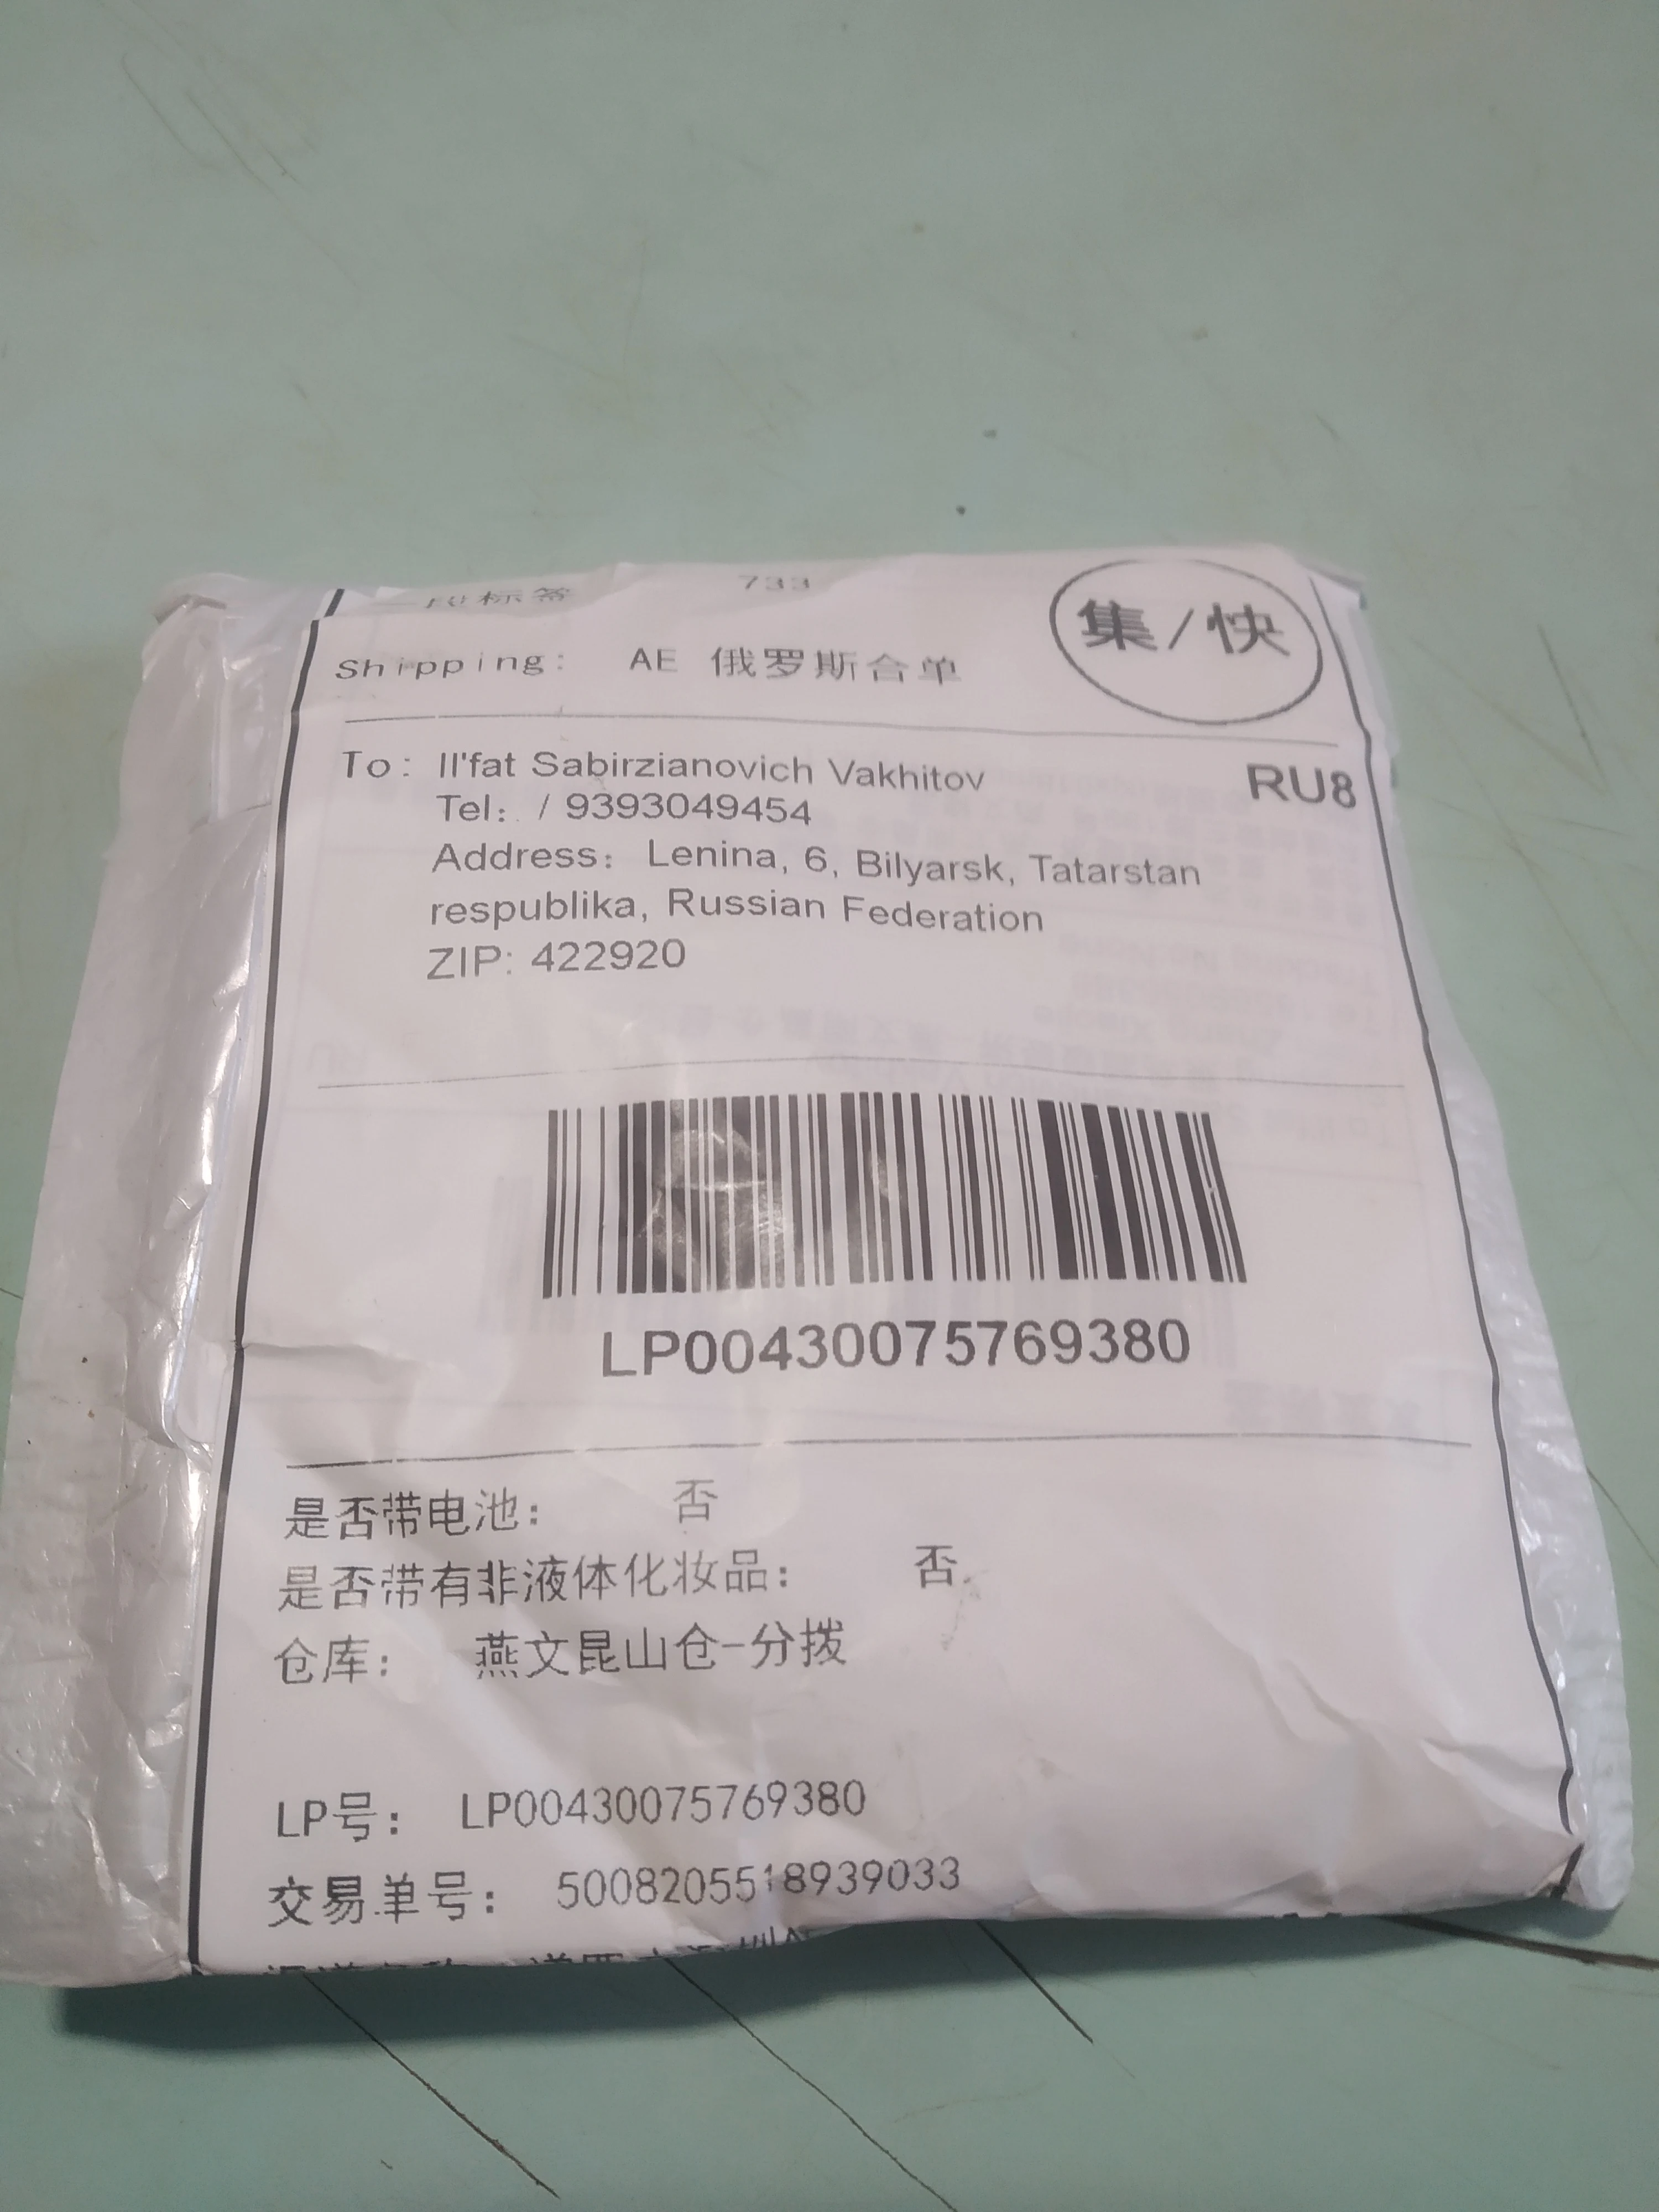 标签 733
集/快
Shipping: AE 俄罗斯合单
To: Il'fat Sabirzianovich Vakhitov
RU8
Tel: / 9393049454
Address: Lenina, 6, Bilyarsk, Tatarstan
respublika, Russian Federation
ZIP: 422920
LP00430075769380
是否带电池: 否
是否带有非液体化妆品: 否
仓库: 燕文昆山仓-分拨
LP号: LP00430075769380
交易单号: 5008205518939033